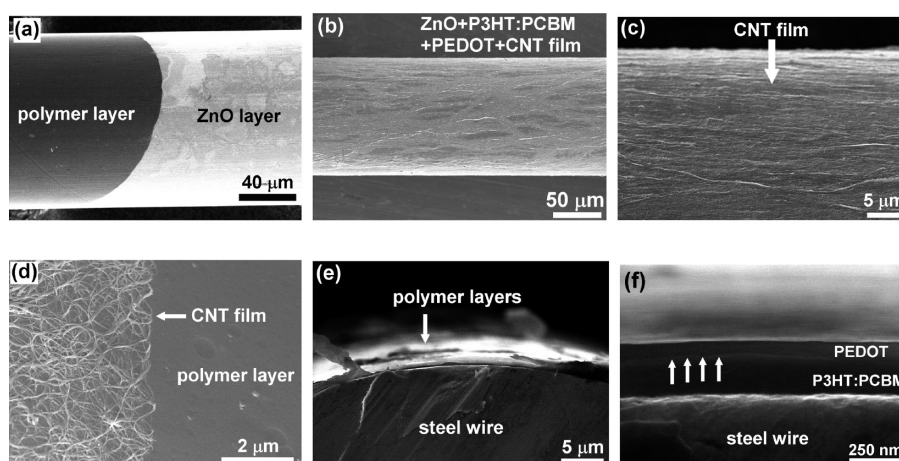 (a)
polymer layer
ZnO layer
40 μm
(b)
ZnO+P3HT:PCBM
+PEDOT+CNT film
50 μm
(c)
CNT film
5 μm
(d)
CNT film
polymer layer
2 μm
(e)
polymer layers
steel wire
5 μm
(f)
PEDOT
P3HT:PCBM
steel wire
250 nm